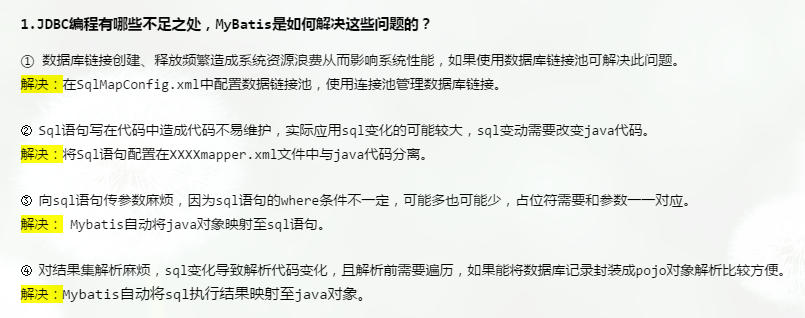 1.JDBC编程有哪些不足之处，MyBatis是如何解决这些问题的？
① 数据库链接创建、释放频繁造成系统资源浪费从而影响系统性能，如果使用数据库链接池可解决此问题。
解决：在SqlMapConfig.xml中配置数据链接池，使用连接池管理数据库链接。
② Sql语句写在代码中造成代码不易维护，实际应用sql变化的可能较大，sql变动需要改变java代码。
解决：将Sql语句配置在XXXXmapper.xml文件中与java代码分离。
③ 向sql语句传参数麻烦，因为sql语句的where条件不一定，可能多也可能少，占位符需要和参数一一对应。
解决： Mybatis自动将java对象映射至sql语句。
④ 对结果集解析麻烦，sql变化导致解析代码变化，且解析前需要遍历，如果能将数据库记录封装成pojo对象解析比较方便。
解决：Mybatis自动将sql执行结果映射至java对象。